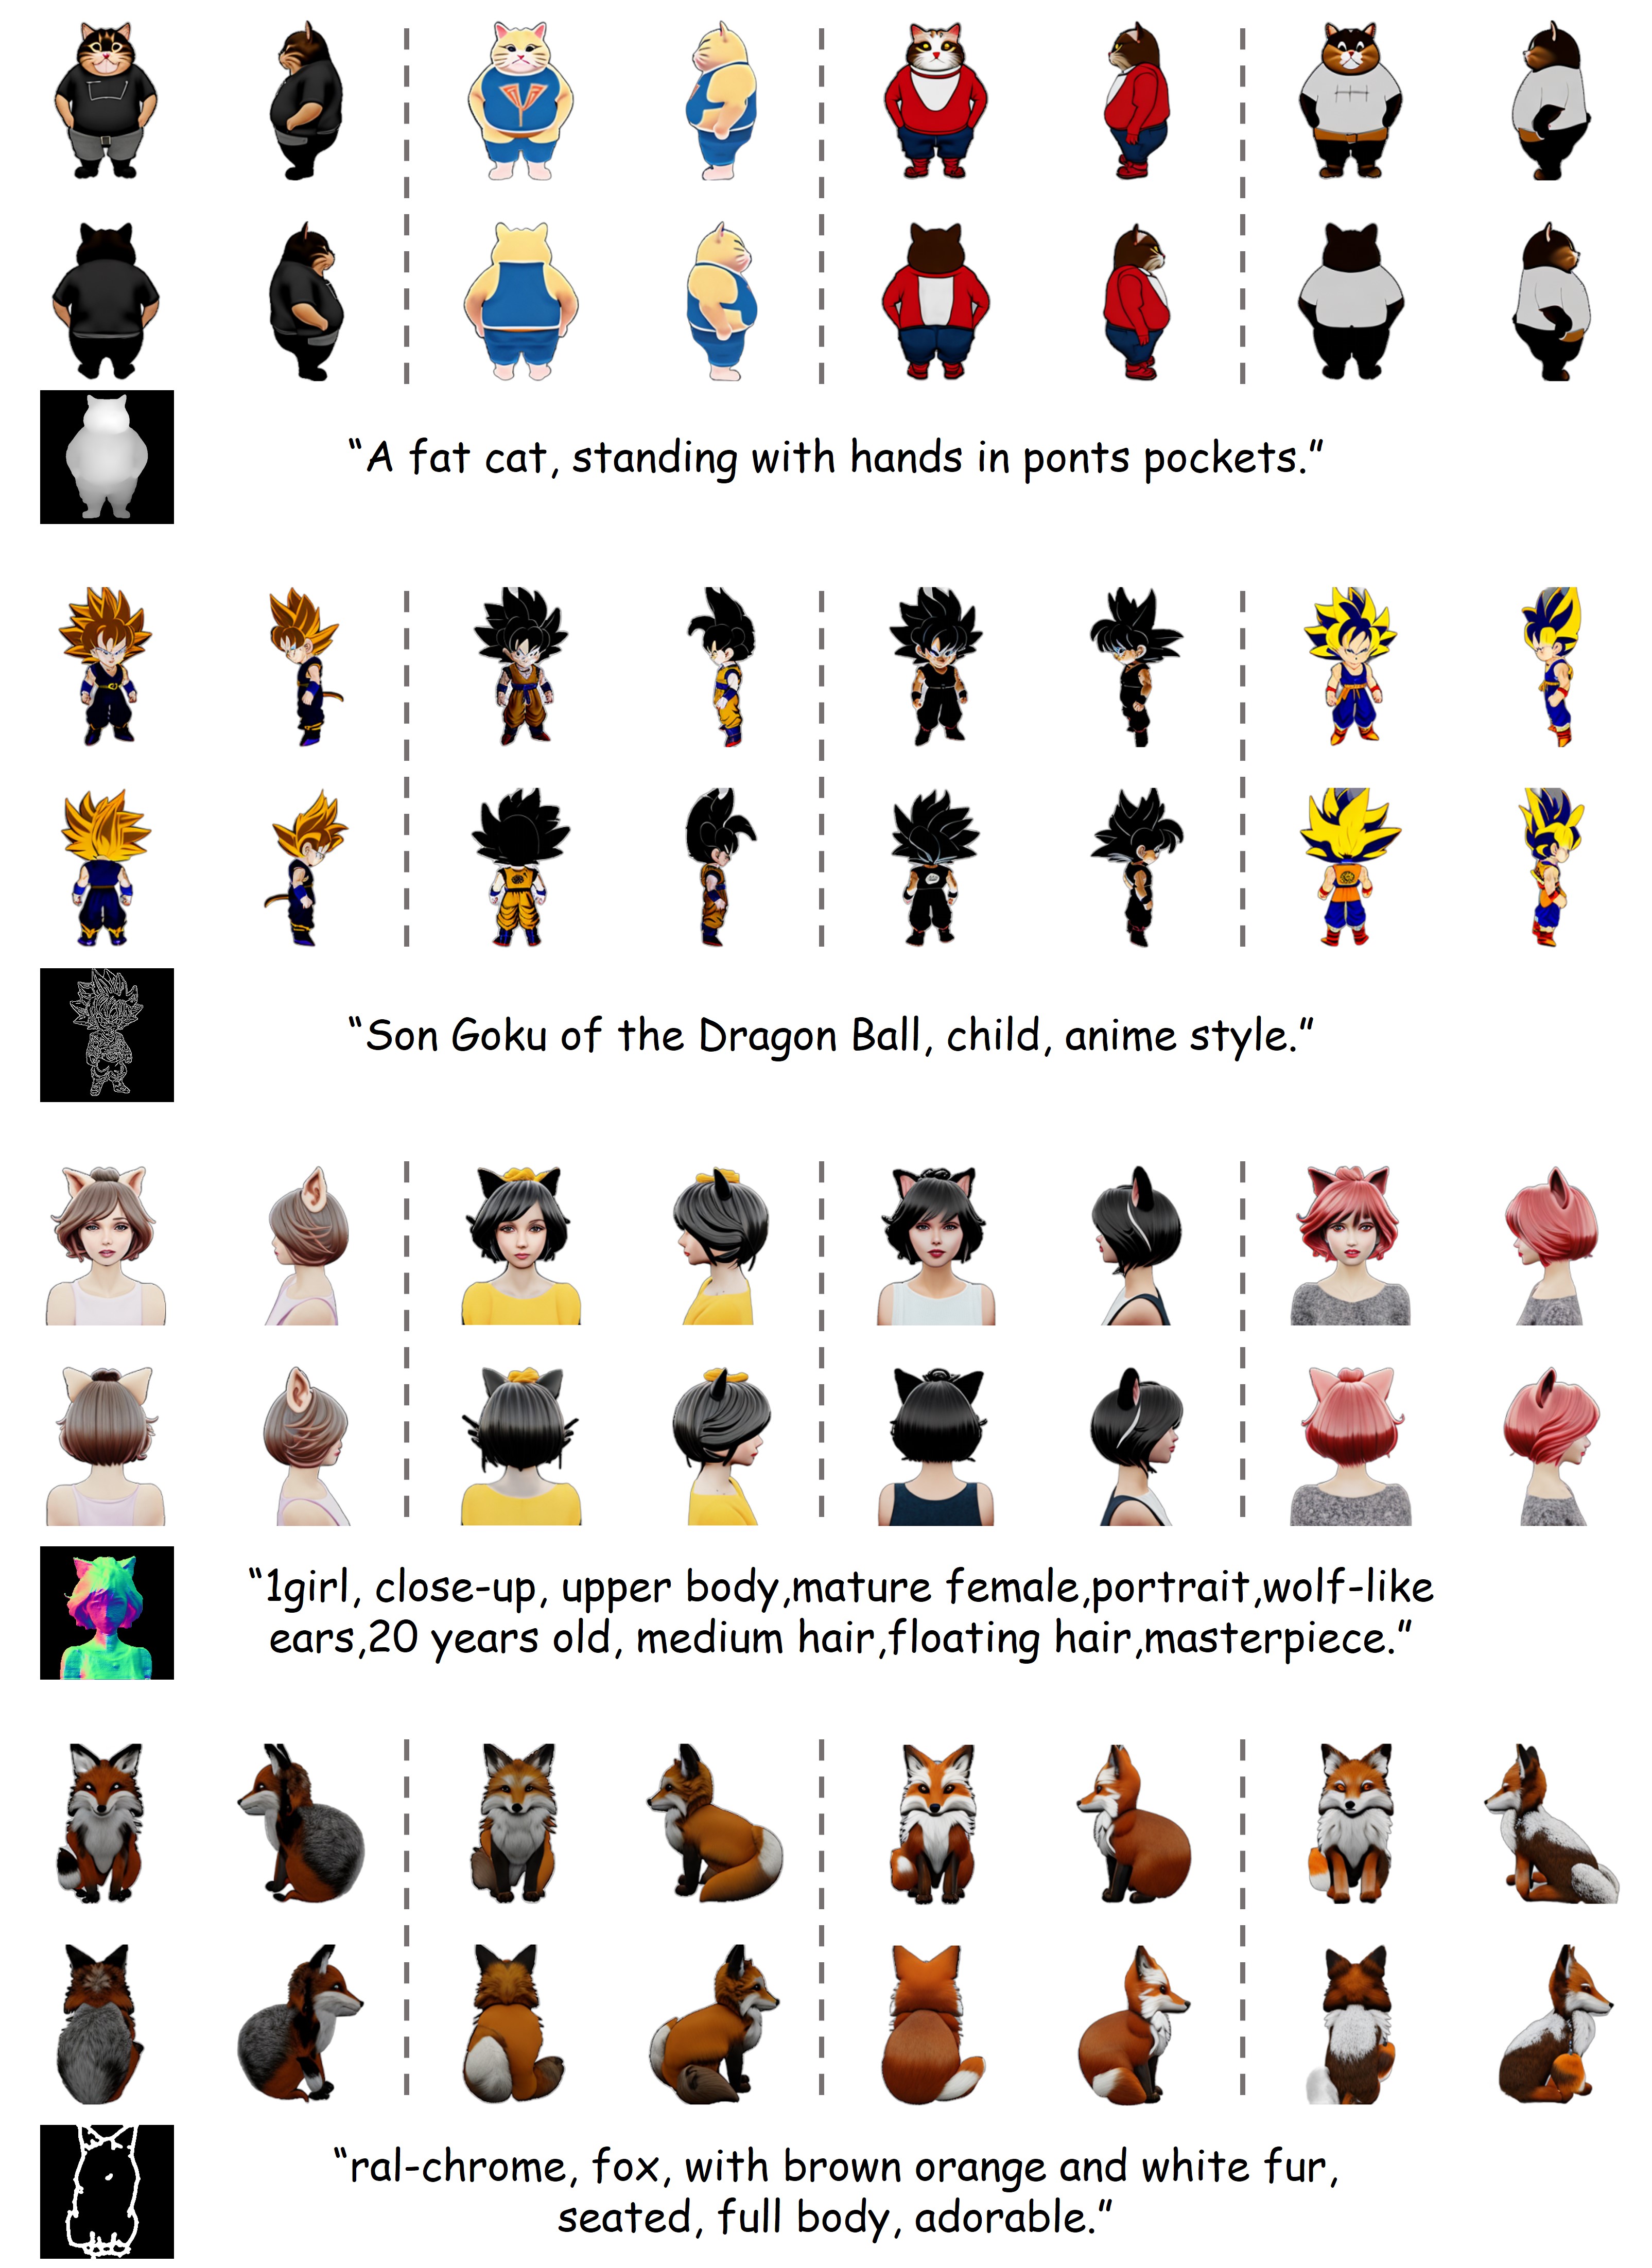 “A fat cat, standing with hands in ponts pockets.”
“Son Goku of the Dragon Ball, child, anime style.”
“1girl, close-up, upper body,mature female,portrait,wolf-like
ears,20 years old, medium hair,floating hair,masterpiece.”
“ral-chrome, fox, with brown orange and white fur,
seated, full body, adorable.”